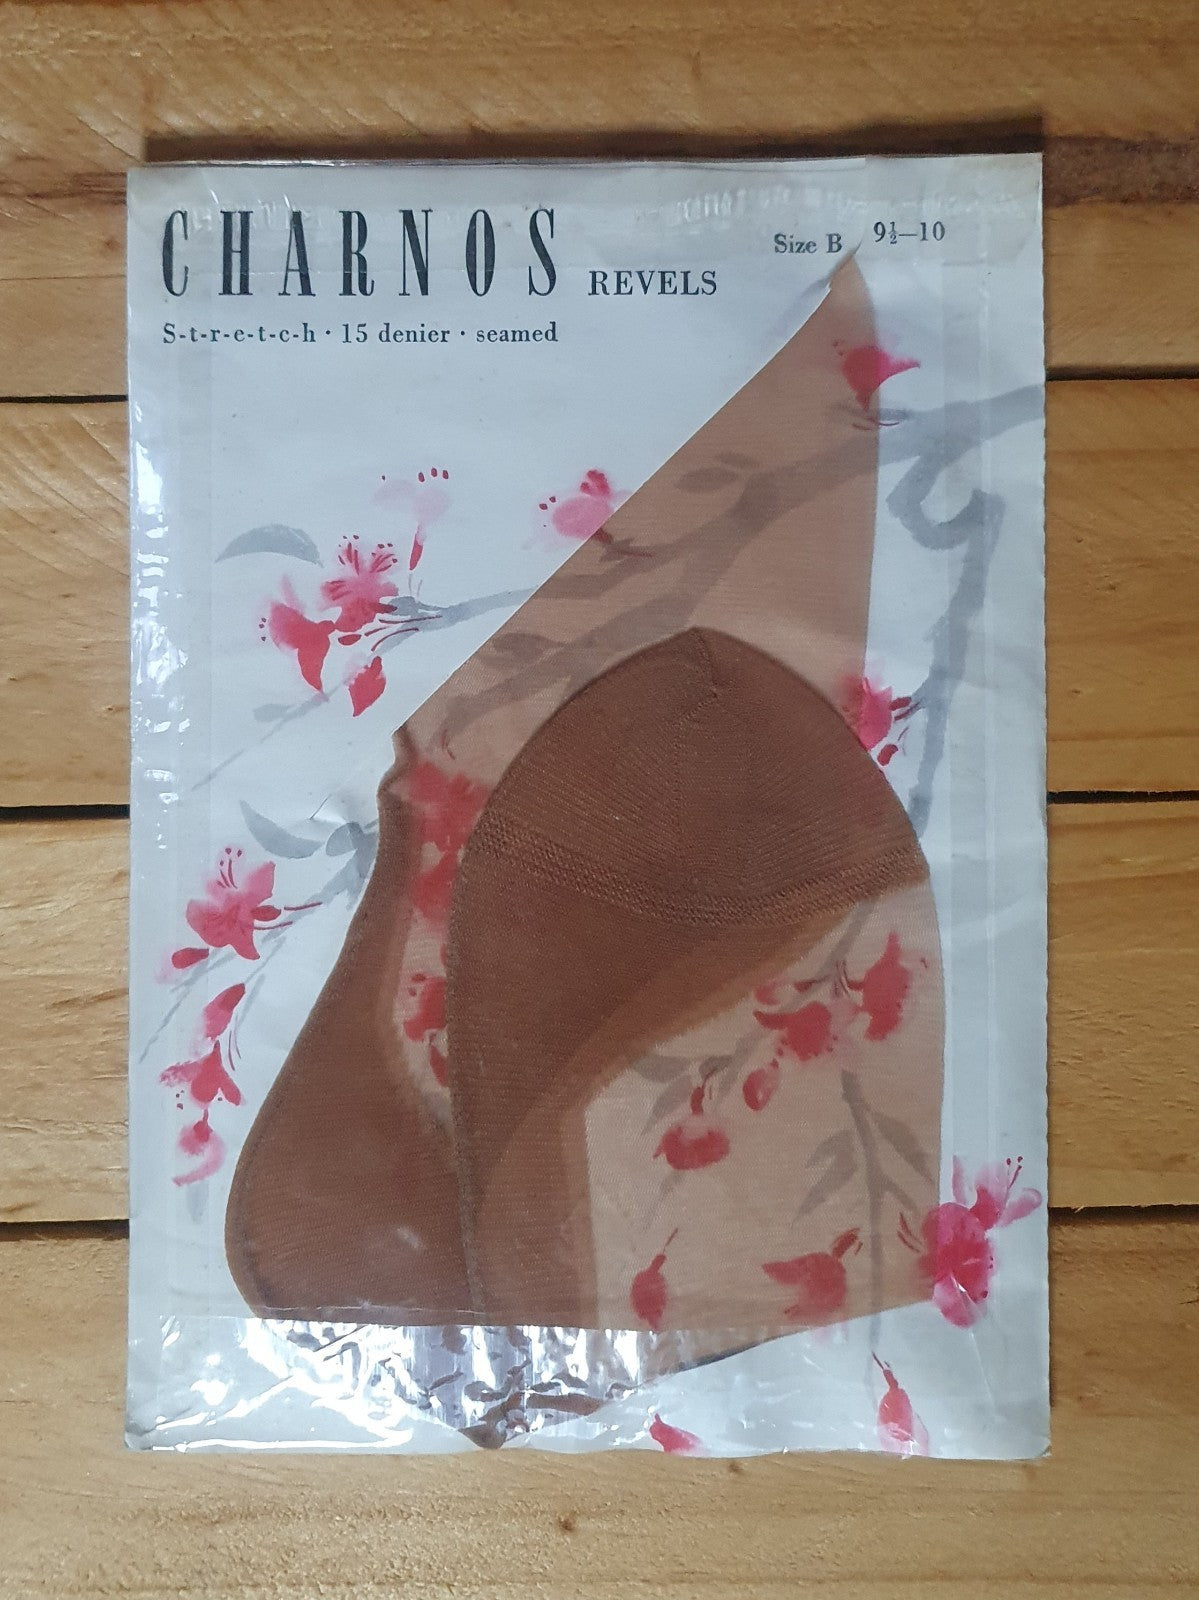 CHARNOS REVELS
Size B 9½—10
S-t-r-e-t-c-h · 15 denier · seamed